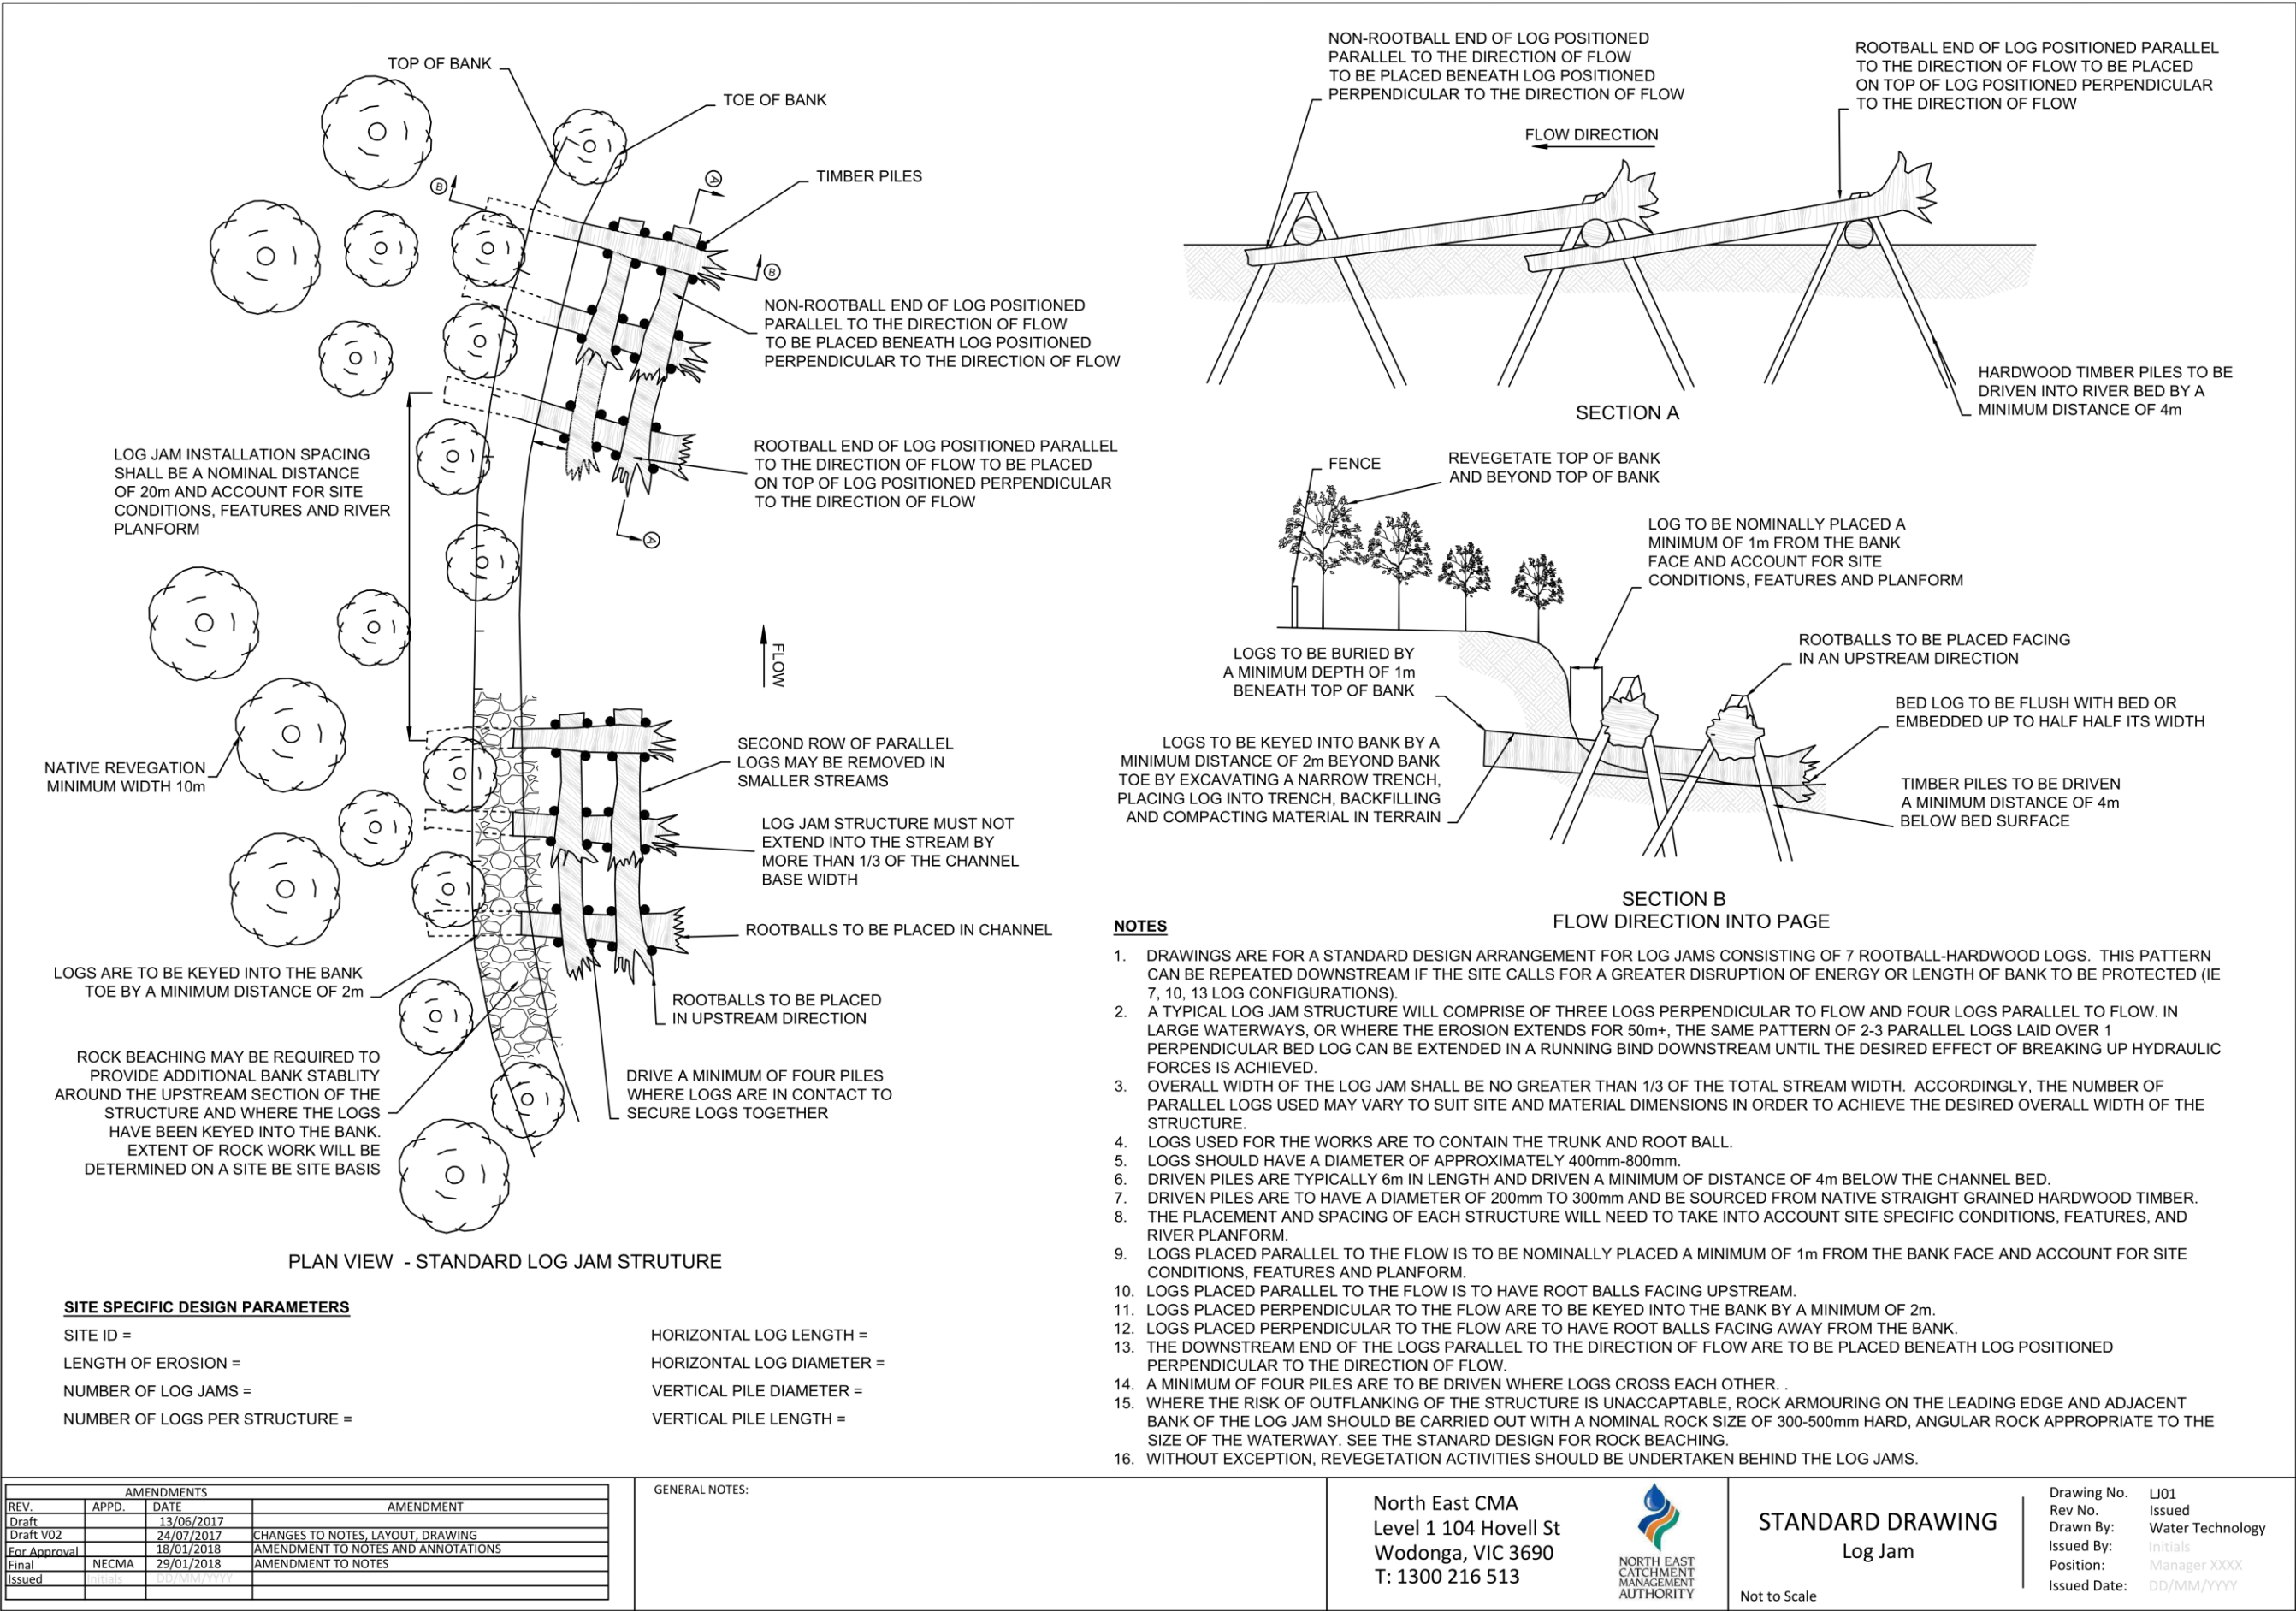 TOP OF BANK
TOE OF BANK
TIMBER PILES
A
B
B
NON-ROOTBALL END OF LOG POSITIONED
PARALLEL TO THE DIRECTION OF FLOW
TO BE PLACED BENEATH LOG POSITIONED
PERPENDICULAR TO THE DIRECTION OF FLOW
ROOTBALL END OF LOG POSITIONED PARALLEL
TO THE DIRECTION OF FLOW TO BE PLACED
ON TOP OF LOG POSITIONED PERPENDICULAR
TO THE DIRECTION OF FLOW
A
LOG JAM INSTALLATION SPACING
SHALL BE A NOMINAL DISTANCE
OF 20m AND ACCOUNT FOR SITE
CONDITIONS, FEATURES AND RIVER
PLANFORM
FLOW
NATIVE REVEGATION
MINIMUM WIDTH 10m
SECOND ROW OF PARALLEL
LOGS MAY BE REMOVED IN
SMALLER STREAMS
LOG JAM STRUCTURE MUST NOT
EXTEND INTO THE STREAM BY
MORE THAN 1/3 OF THE CHANNEL
BASE WIDTH
ROOTBALLS TO BE PLACED IN CHANNEL
LOGS ARE TO BE KEYED INTO THE BANK
TOE BY A MINIMUM DISTANCE OF 2m
ROOTBALLS TO BE PLACED
IN UPSTREAM DIRECTION
ROCK BEACHING MAY BE REQUIRED TO
PROVIDE ADDITIONAL BANK STABLITY
AROUND THE UPSTREAM SECTION OF THE
STRUCTURE AND WHERE THE LOGS
HAVE BEEN KEYED INTO THE BANK.
EXTENT OF ROCK WORK WILL BE
DETERMINED ON A SITE BE SITE BASIS
DRIVE A MINIMUM OF FOUR PILES
WHERE LOGS ARE IN CONTACT TO
SECURE LOGS TOGETHER
PLAN VIEW - STANDARD LOG JAM STRUTURE
SITE SPECIFIC DESIGN PARAMETERS
SITE ID =
LENGTH OF EROSION =
NUMBER OF LOG JAMS =
NUMBER OF LOGS PER STRUCTURE =
HORIZONTAL LOG LENGTH =
HORIZONTAL LOG DIAMETER =
VERTICAL PILE DIAMETER =
VERTICAL PILE LENGTH =
NON-ROOTBALL END OF LOG POSITIONED
PARALLEL TO THE DIRECTION OF FLOW
TO BE PLACED BENEATH LOG POSITIONED
PERPENDICULAR TO THE DIRECTION OF FLOW
ROOTBALL END OF LOG POSITIONED PARALLEL
TO THE DIRECTION OF FLOW TO BE PLACED
ON TOP OF LOG POSITIONED PERPENDICULAR
TO THE DIRECTION OF FLOW
FLOW DIRECTION
HARDWOOD TIMBER PILES TO BE
DRIVEN INTO RIVER BED BY A
MINIMUM DISTANCE OF 4m
SECTION A
FENCE
REVEGETATE TOP OF BANK
AND BEYOND TOP OF BANK
LOG TO BE NOMINALLY PLACED A
MINIMUM OF 1m FROM THE BANK
FACE AND ACCOUNT FOR SITE
CONDITIONS, FEATURES AND PLANFORM
ROOTBALLS TO BE PLACED FACING
IN AN UPSTREAM DIRECTION
LOGS TO BE BURIED BY
A MINIMUM DEPTH OF 1m
BENEATH TOP OF BANK
BED LOG TO BE FLUSH WITH BED OR
EMBEDDED UP TO HALF HALF ITS WIDTH
LOGS TO BE KEYED INTO BANK BY A
MINIMUM DISTANCE OF 2m BEYOND BANK
TOE BY EXCAVATING A NARROW TRENCH,
PLACING LOG INTO TRENCH, BACKFILLING
AND COMPACTING MATERIAL IN TERRAIN
TIMBER PILES TO BE DRIVEN
A MINIMUM DISTANCE OF 4m
BELOW BED SURFACE
SECTION B
FLOW DIRECTION INTO PAGE
NOTES
1. DRAWINGS ARE FOR A STANDARD DESIGN ARRANGEMENT FOR LOG JAMS CONSISTING OF 7 ROOTBALL-HARDWOOD LOGS. THIS PATTERN
CAN BE REPEATED DOWNSTREAM IF THE SITE CALLS FOR A GREATER DISRUPTION OF ENERGY OR LENGTH OF BANK TO BE PROTECTED (IE
7, 10, 13 LOG CONFIGURATIONS).
2. A TYPICAL LOG JAM STRUCTURE WILL COMPRISE OF THREE LOGS PERPENDICULAR TO FLOW AND FOUR LOGS PARALLEL TO FLOW. IN
LARGE WATERWAYS, OR WHERE THE EROSION EXTENDS FOR 50m+, THE SAME PATTERN OF 2-3 PARALLEL LOGS LAID OVER 1
PERPENDICULAR BED LOG CAN BE EXTENDED IN A RUNNING BIND DOWNSTREAM UNTIL THE DESIRED EFFECT OF BREAKING UP HYDRAULIC
FORCES IS ACHIEVED.
3. OVERALL WIDTH OF THE LOG JAM SHALL BE NO GREATER THAN 1/3 OF THE TOTAL STREAM WIDTH. ACCORDINGLY, THE NUMBER OF
PARALLEL LOGS USED MAY VARY TO SUIT SITE AND MATERIAL DIMENSIONS IN ORDER TO ACHIEVE THE DESIRED OVERALL WIDTH OF THE
STRUCTURE.
4. LOGS USED FOR THE WORKS ARE TO CONTAIN THE TRUNK AND ROOT BALL.
5. LOGS SHOULD HAVE A DIAMETER OF APPROXIMATELY 400mm-800mm.
6. DRIVEN PILES ARE TYPICALLY 6m IN LENGTH AND DRIVEN A MINIMUM OF DISTANCE OF 4m BELOW THE CHANNEL BED.
7. DRIVEN PILES ARE TO HAVE A DIAMETER OF 200mm TO 300mm AND BE SOURCED FROM NATIVE STRAIGHT GRAINED HARDWOOD TIMBER.
8. THE PLACEMENT AND SPACING OF EACH STRUCTURE WILL NEED TO TAKE INTO ACCOUNT SITE SPECIFIC CONDITIONS, FEATURES, AND
RIVER PLANFORM.
9. LOGS PLACED PARALLEL TO THE FLOW IS TO BE NOMINALLY PLACED A MINIMUM OF 1m FROM THE BANK FACE AND ACCOUNT FOR SITE
CONDITIONS, FEATURES AND PLANFORM.
10. LOGS PLACED PARALLEL TO THE FLOW IS TO HAVE ROOT BALLS FACING UPSTREAM.
11. LOGS PLACED PERPENDICULAR TO THE FLOW ARE TO BE KEYED INTO THE BANK BY A MINIMUM OF 2m.
12. LOGS PLACED PERPENDICULAR TO THE FLOW ARE TO HAVE ROOT BALLS FACING AWAY FROM THE BANK.
13. THE DOWNSTREAM END OF THE LOGS PARALLEL TO THE DIRECTION OF FLOW ARE TO BE PLACED BENEATH LOG POSITIONED
PERPENDICULAR TO THE DIRECTION OF FLOW.
14. A MINIMUM OF FOUR PILES ARE TO BE DRIVEN WHERE LOGS CROSS EACH OTHER. .
15. WHERE THE RISK OF OUTFLANKING OF THE STRUCTURE IS UNACCAPTABLE, ROCK ARMOURING ON THE LEADING EDGE AND ADJACENT
BANK OF THE LOG JAM SHOULD BE CARRIED OUT WITH A NOMINAL ROCK SIZE OF 300-500mm HARD, ANGULAR ROCK APPROPRIATE TO THE
SIZE OF THE WATERWAY. SEE THE STANARD DESIGN FOR ROCK BEACHING.
16. WITHOUT EXCEPTION, REVEGETATION ACTIVITIES SHOULD BE UNDERTAKEN BEHIND THE LOG JAMS.
AMENDMENTS
REV. APPD. DATE AMENDMENT
Draft 13/06/2017
Draft V02 24/07/2017 CHANGES TO NOTES, LAYOUT, DRAWING
For Approval 18/01/2018 AMENDMENT TO NOTES AND ANNOTATIONS
Final NECMA 29/01/2018 AMENDMENT TO NOTES
Issued Initials DD/MM/YYYY
GENERAL NOTES:
North East CMA
Level 1 104 Hovell St
Wodonga, VIC 3690
T: 1300 216 513
NORTH EAST
CATCHMENT
MANAGEMENT
AUTHORITY
STANDARD DRAWING
Log Jam
Not to Scale
Drawing No. LJ01
Rev No. Issued
Drawn By: Water Technology
Issued By: Initials
Position: Manager XXXX
Issued Date: DD/MM/YYYY